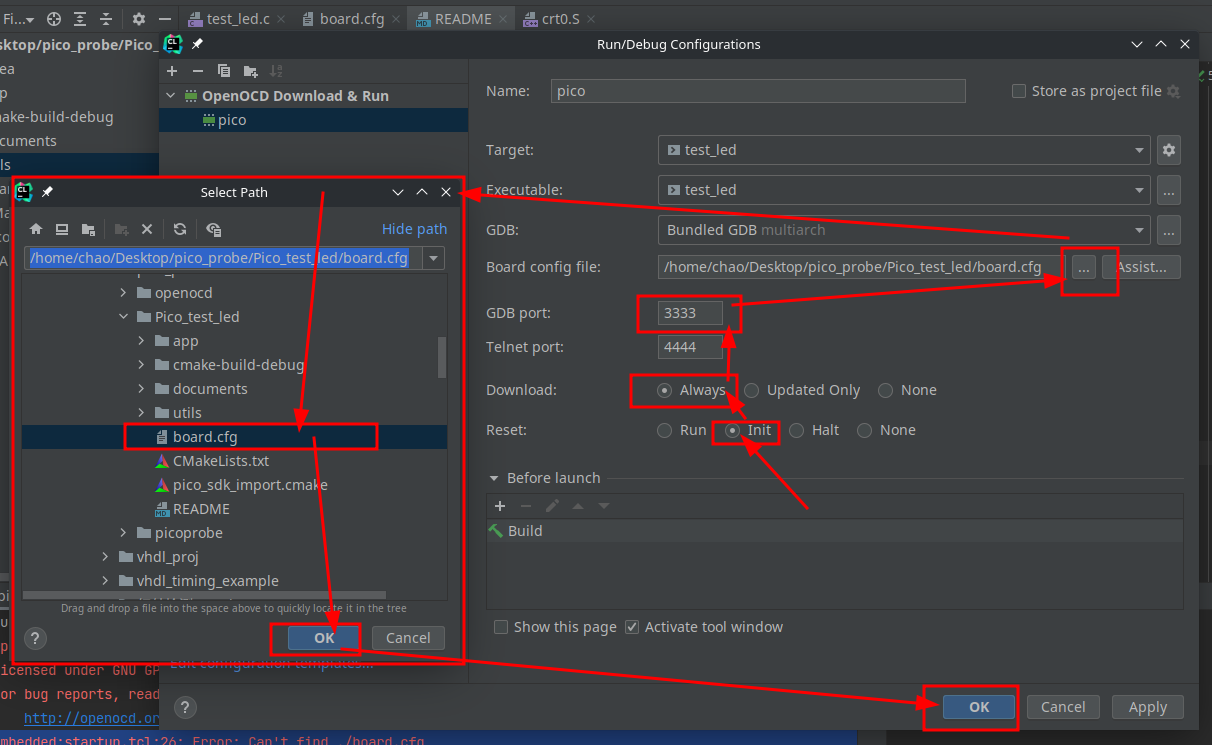 Fi...
test_led.c
board.cfg
README
crt0.S
sktop/pico_probe/Pico_
Run/Debug Configurations
OpenOCD Download & Run
pico
Name:
pico
Store as project file
ake-build-debug
ocuments
ls
Target:
test_led
Executable:
test_led
GDB:
Bundled GDB multiarch
...
Board config file:
/home/chao/Desktop/pico_probe/Pico_test_led/board.cfg
...
Assist...
GDB port:
3333
Telnet port:
4444
Download:
Always
Updated Only
None
Reset:
Run
Init
Halt
None
Before launch
Build
Show this page
Activate tool window
Select Path
Hide path
/home/chao/Desktop/pico_probe/Pico_test_led/board.cfg
openocd
Pico_test_led
app
cmake-build-debug
documents
utils
board.cfg
CMakeLists.txt
pico_sdk_import.cmake
README
picoprobe
vhdl_proj
vhdl_timing_example
Drag and drop a file into the space above to quickly locate it in the tree
?
OK
Cancel
Edit configuration templates...
icensed under GNU GP
or bug reports, read
http://openocd.or
?
OK
Cancel
Apply
mbedded:startup.tcl:26: Error: Can't find ./board.cfg